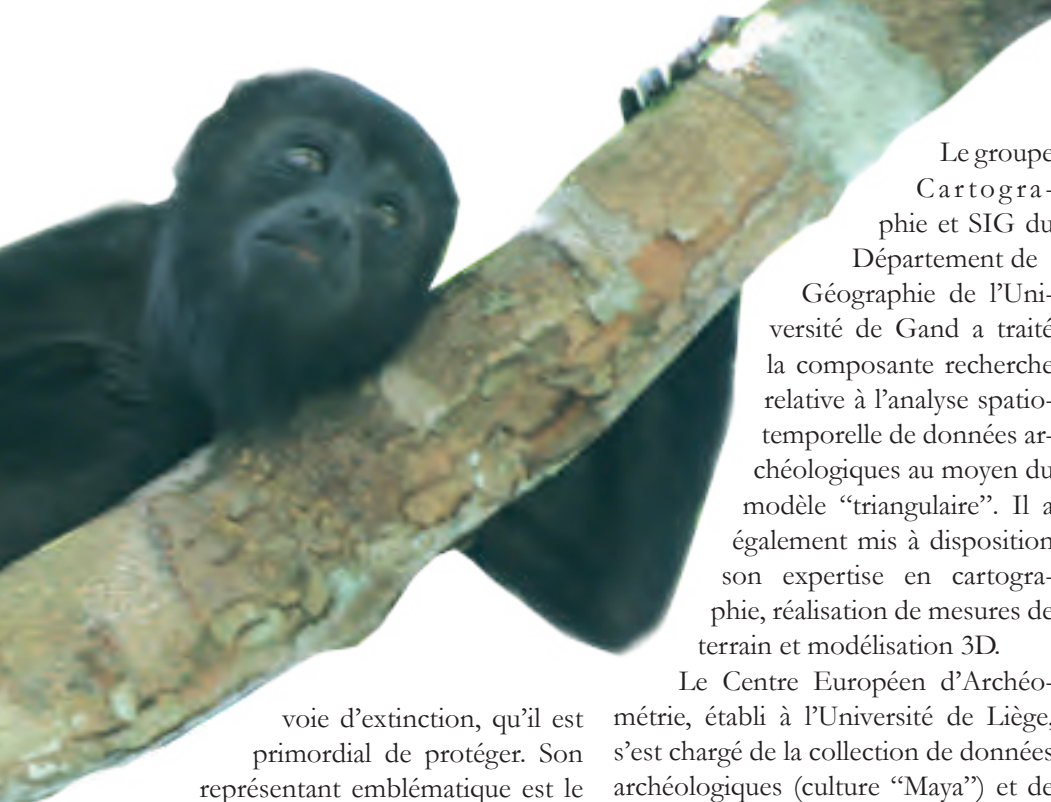 voie d’extinction, qu’il est
primordial de protéger. Son
représentant emblématique est le
Le groupe
Cartogra-
phie et SIG du
Département de
Géographie de l’Uni-
versité de Gand a traité
la composante recherche
relative à l’analyse spatio-
temporelle de données ar-
chéologiques au moyen du
modèle “triangulaire”. Il a
également mis à disposition
son expertise en cartogra-
phie, réalisation de mesures de
terrain et modélisation 3D.
Le Centre Européen d’Archéo-
métrie, établi à l’Université de Liège,
s’est chargé de la collection de données
archéologiques (culture “Maya”) et de